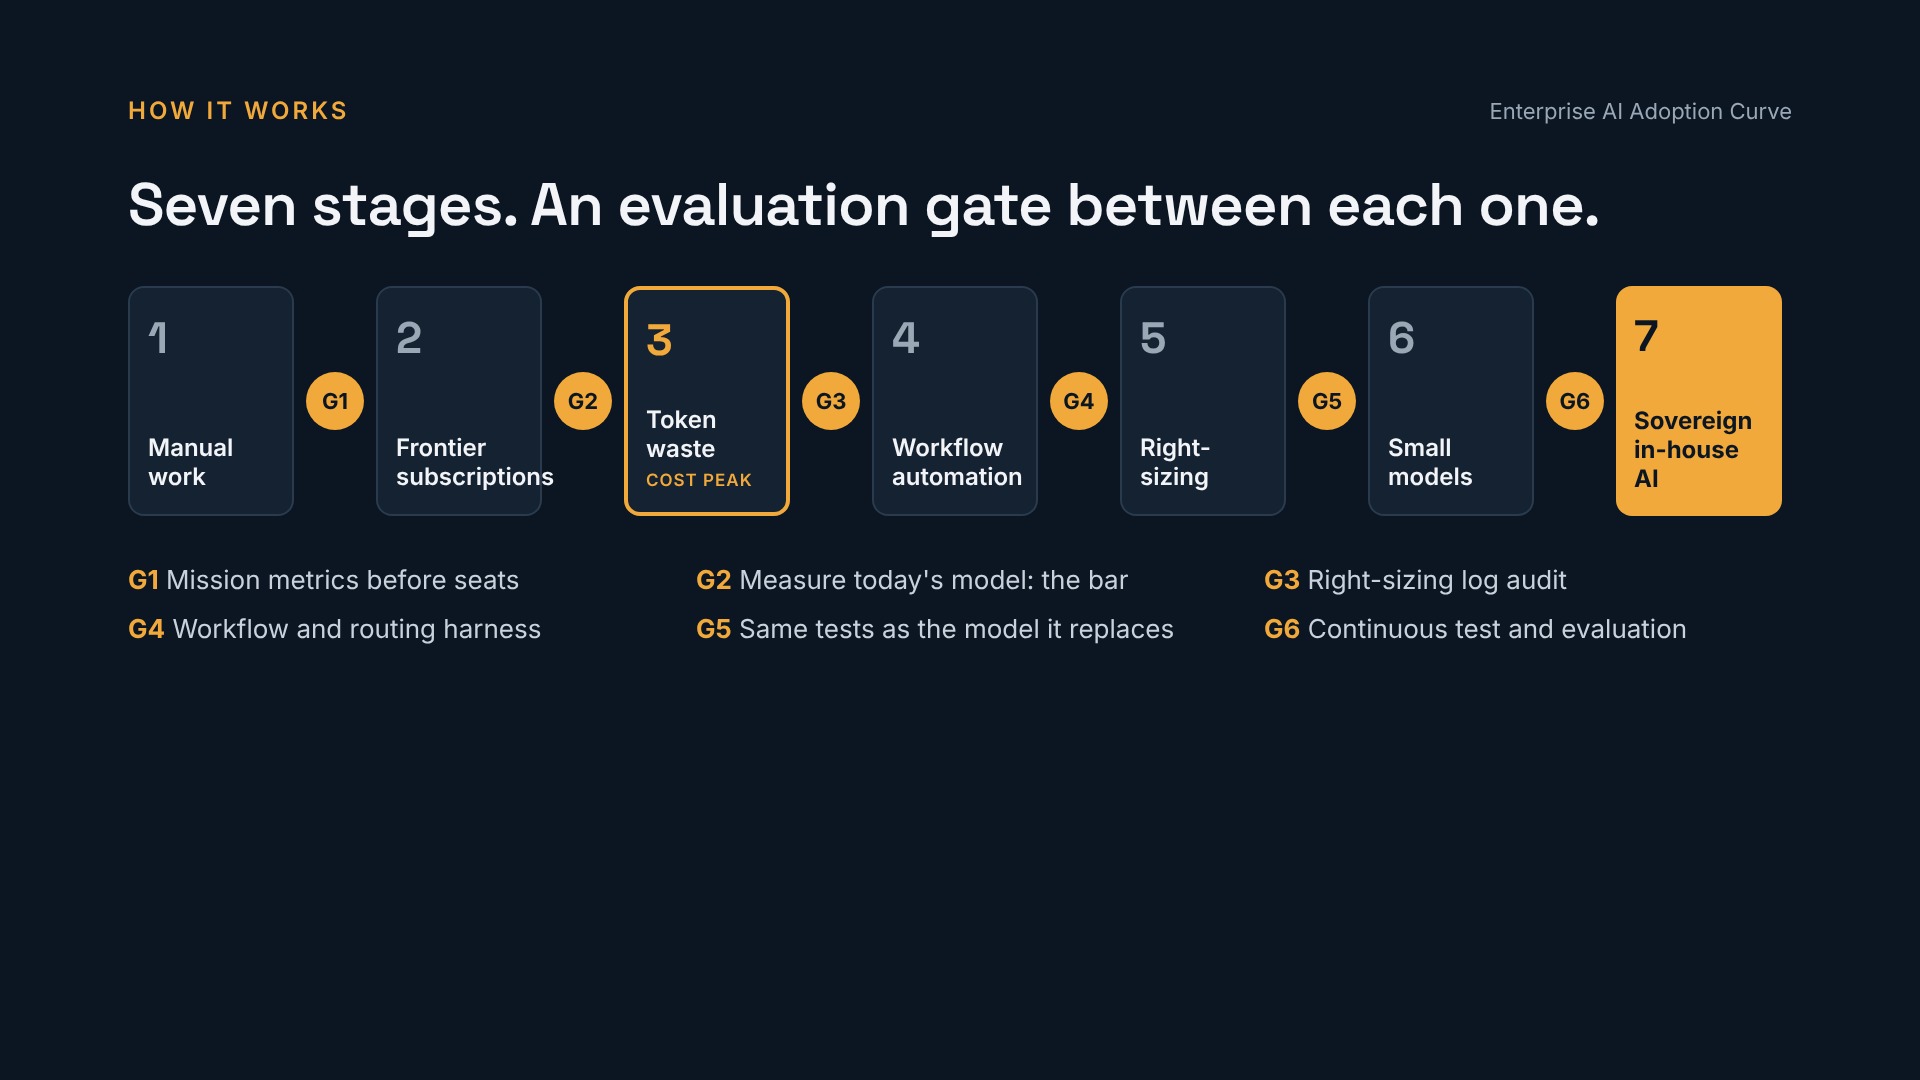 HOW IT WORKS
Enterprise AI Adoption Curve
Seven stages. An evaluation gate between each one.
1
Manual
work
G1
2
Frontier
subscriptions
G2
3
Token
waste
COST PEAK
G3
4
Workflow
automation
G4
5
Right-
sizing
G5
6
Small
models
G6
7
Sovereign
in-house
AI
G1 Mission metrics before seats
G2 Measure today's model: the bar
G3 Right-sizing log audit
G4 Workflow and routing harness
G5 Same tests as the model it replaces
G6 Continuous test and evaluation